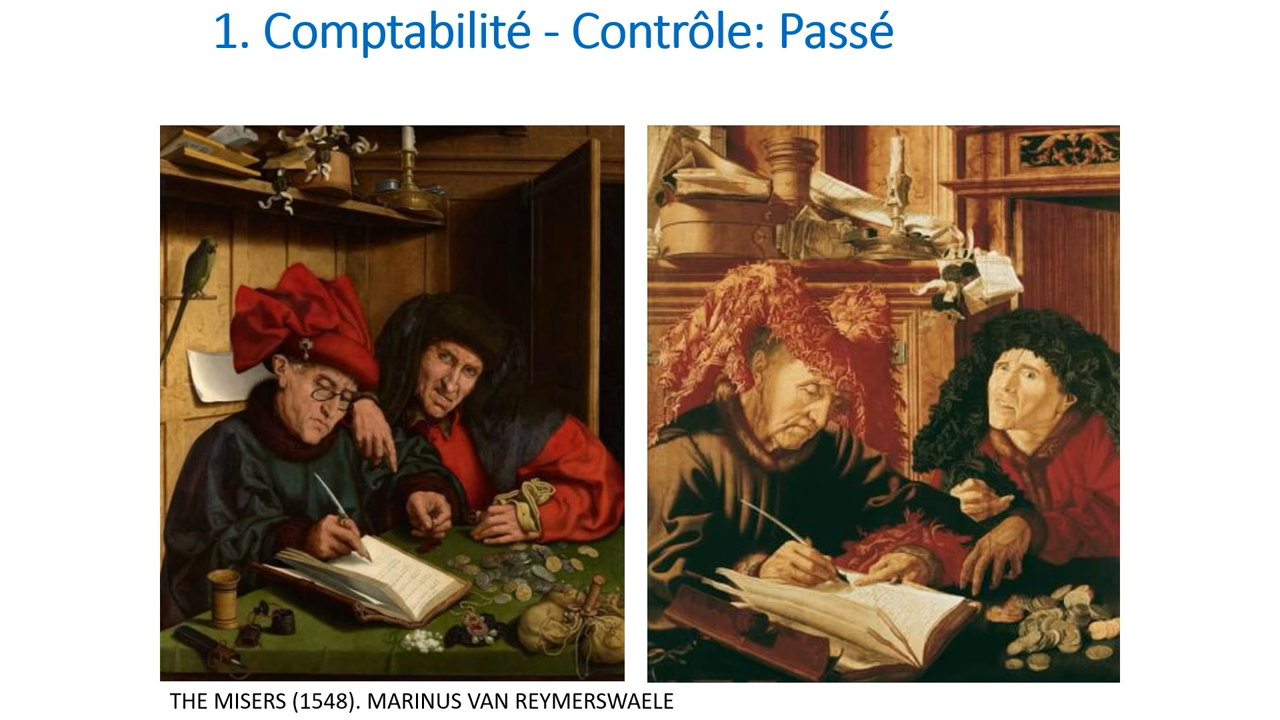 1. Comptabilité - Contrôle: Passé
THE MISERS (1548). MARINUS VAN REYMERSWAELE